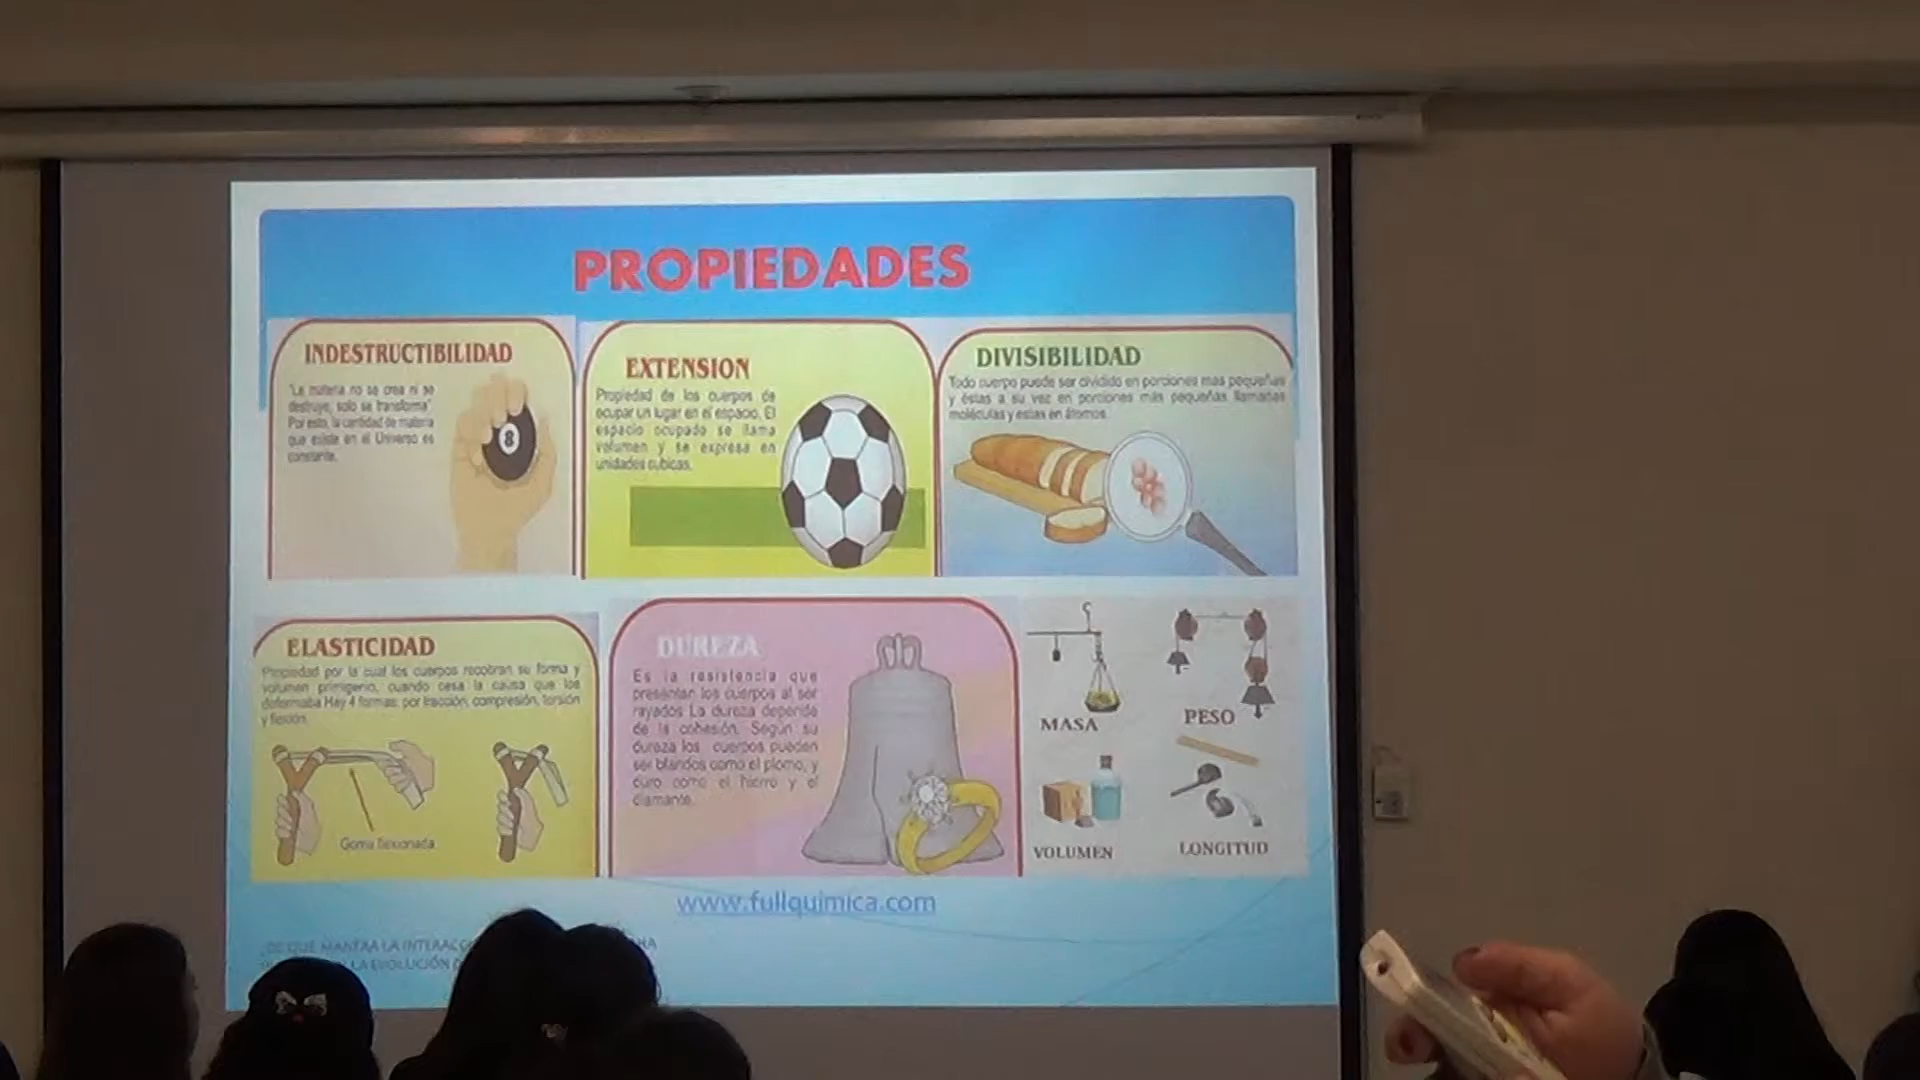 PROPIEDADES
INDESTRUCTIBILIDAD
"La materia no se crea ni se
destruye, solo se transforma"
Por esto, la cantidad de materia
que existe en el Universo es
constante.
8
EXTENSION
Propiedad de los cuerpos de
ocupar un lugar en el espacio. El
espacio ocupado se llama
volumen y se expresa en
unidades cubicas.
DIVISIBILIDAD
Todo cuerpo puede ser dividido en porciones mas pequeñas
y éstas a su vez en porciones más pequeñas llamadas
moléculas y estas en átomos.
ELASTICIDAD
Propiedad por la cual los cuerpos recobran su forma y
volumen primigenio, cuando cesa la causa que los
deformaba Hay 4 formas: por tracción, compresión, torsión
y flexión.
Goma flexionada
DUREZA
Es la resistencia que
presentan los cuerpos al ser
rayados La dureza depende
de la cohesión. Según su
dureza los cuerpos pueden
ser blandos como el plomo, y
duro como el hierro y el
diamante.
MASA
PESO
VOLUMEN
LONGITUD
www.fullquimica.com
LA INTERACC
LA EVOLUCIÓN